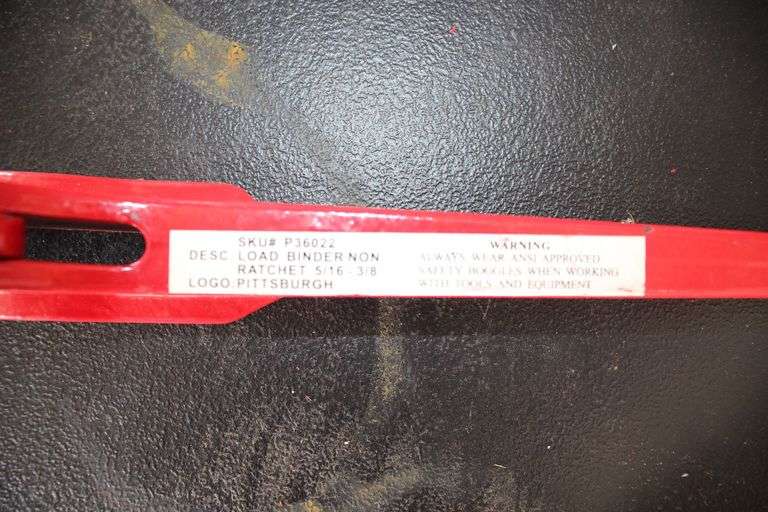 SKU# P36022
DESC LOAD BINDER NON
RATCHET 5/16 - 3/8
LOGO: PITTSBURGH
WARNING
ALWAYS WEAR ANSI APPROVED
SAFETY HOGGLES WHEN WORKING
WITH TOOLS AND EQUIPMENT